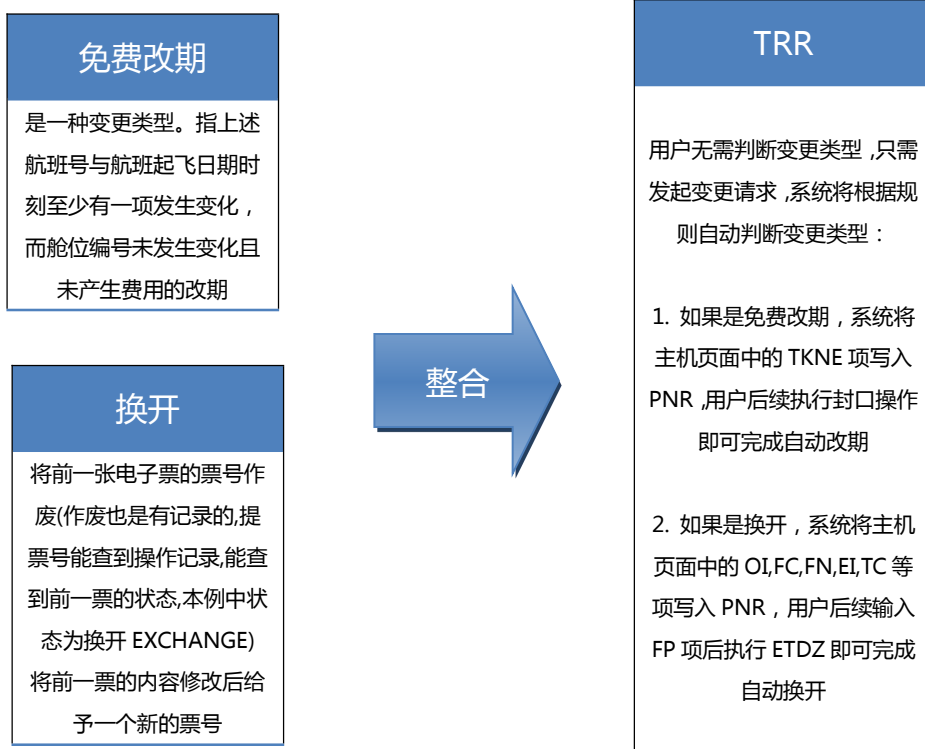 免费改期
是一种变更类型。指上述
航班号与航班起飞日期时
刻至少有一项发生变化，
而舱位编号未发生变化且
未产生费用的改期
换开
将前一张电子票的票号作
废(作废也是有记录的,提
票号能查到操作记录,能查
到前一票的状态,本例中状
态为换开 EXCHANGE)
将前一票的内容修改后给
予一个新的票号
整合
TRR
用户无需判断变更类型,只需
发起变更请求,系统将根据规
则自动判断变更类型：
1. 如果是免费改期，系统将
主机页面中的 TKNE 项写入
PNR,用户后续执行封口操作
即可完成自动改期
2. 如果是换开，系统将主机
页面中的 OI,FC,FN,EI,TC 等
项写入 PNR，用户后续输入
FP 项后执行 ETDZ 即可完成
自动换开